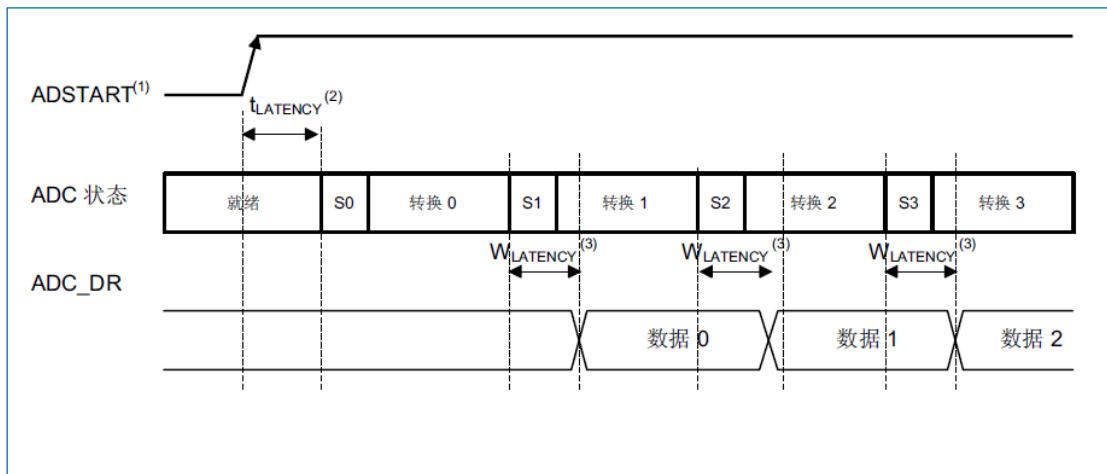 ADSTART(1)
tLATENCY(2)
ADC 状态
就绪 S0 转换 0 S1 转换 1 S2 转换 2 S3 转换 3
WLATENCY(3) WLATENCY(3) WLATENCY(3)
ADC_DR
数据 0 数据 1 数据 2